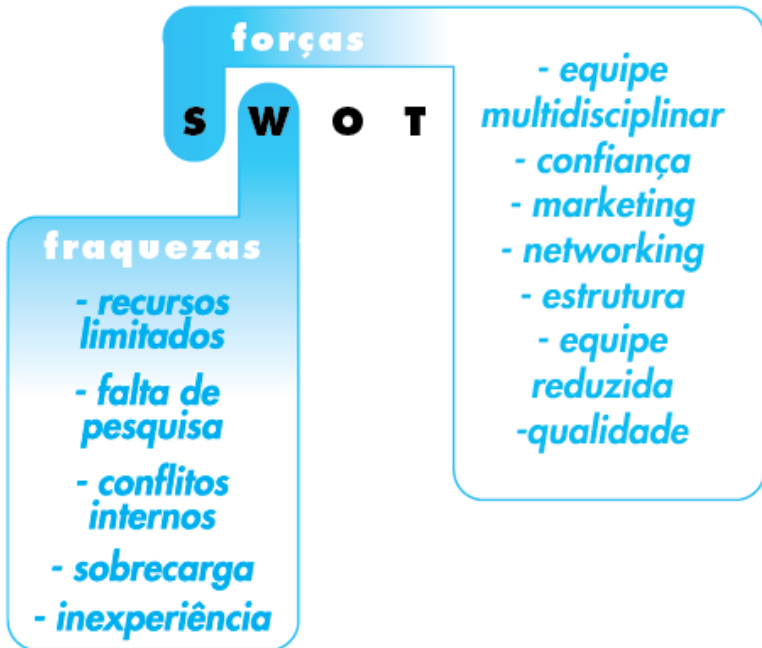 forças
- equipe
multidisciplinar
- confiança
- marketing
- networking
- estrutura
- equipe
reduzida
-qualidade
S W O T
fraquezas
- recursos
limitados
- falta de
pesquisa
- conflitos
internos
- sobrecarga
- inexperiência